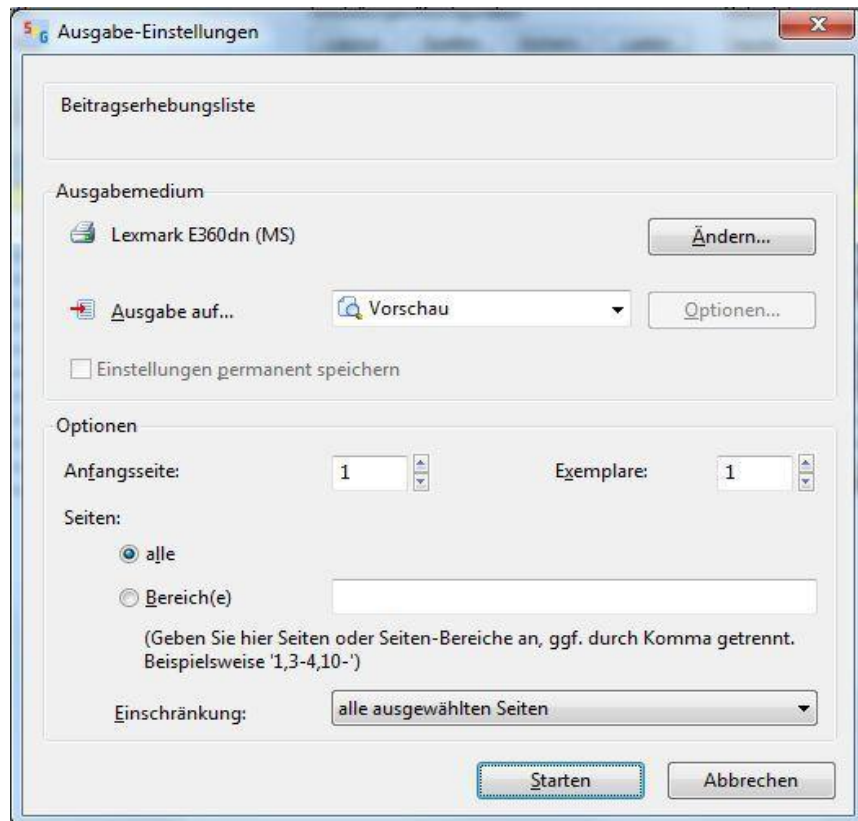 S G Ausgabe-Einstellungen
Beitragserhebungsliste
Ausgabemedium
Lexmark E360dn (MS)
Ändern...
Ausgabe auf...
Vorschau
Optionen...
Einstellungen permanent speichern
Optionen
Anfangsseite:
1
Exemplare:
1
Seiten:
alle
Bereich(e)
(Geben Sie hier Seiten oder Seiten-Bereiche an, ggf. durch Komma getrennt.
Beispielsweise '1,3-4,10-')
Einschränkung:
alle ausgewählten Seiten
Starten
Abbrechen